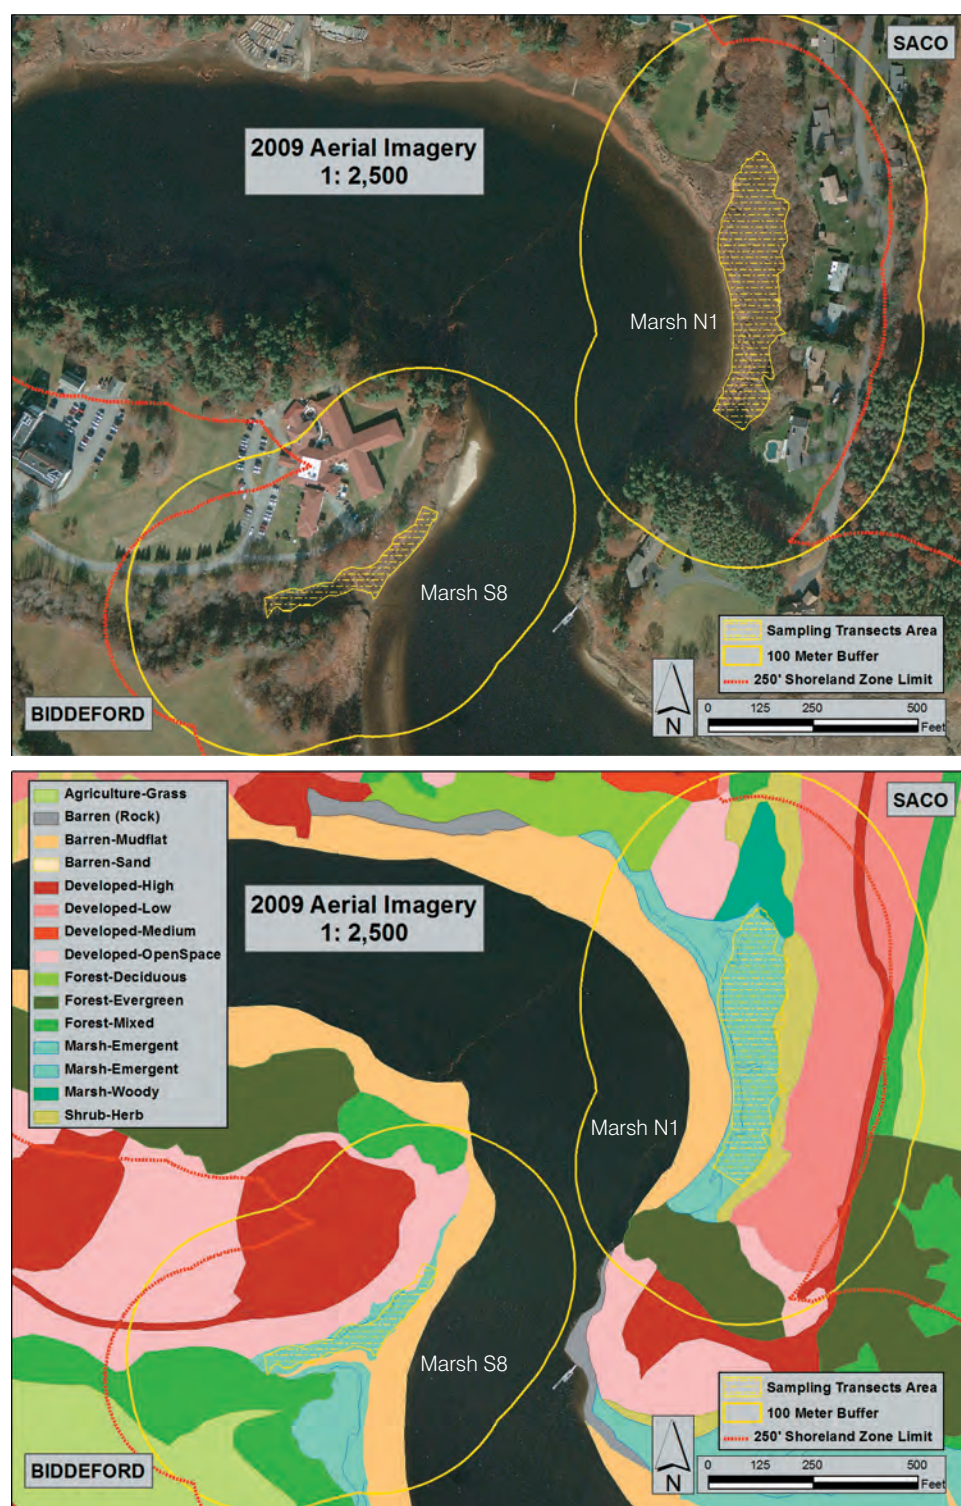 SACO
2009 Aerial Imagery
1: 2,500
Marsh N1
Marsh S8
BIDDEFORD
Sampling Transects Area
100 Meter Buffer
250' Shoreland Zone Limit
N
0 125 250 500
Feet
Agriculture-Grass
Barren (Rock)
Barren-Mudflat
Barren-Sand
Developed-High
Developed-Low
Developed-Medium
Developed-OpenSpace
Forest-Deciduous
Forest-Evergreen
Forest-Mixed
Marsh-Emergent
Marsh-Emergent
Marsh-Woody
Shrub-Herb
SACO
2009 Aerial Imagery
1: 2,500
Marsh N1
Marsh S8
BIDDEFORD
Sampling Transects Area
100 Meter Buffer
250' Shoreland Zone Limit
N
0 125 250 500
Feet